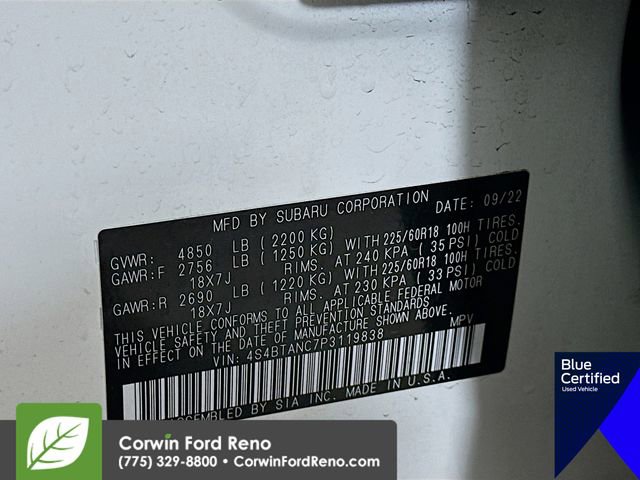 MFD BY SUBARU CORPORATION DATE: 09/22
GVWR: 4850 LB (2200 KG)
GAWR:F 2756 LB (1250 KG) WITH 225/60R18 100H TIRES.
18X7J RIMS. AT 240 KPA (35 PSI) COLD
GAWR:R 2690 LB (1220 KG) WITH 225/60R18 100H TIRES.
18X7J RIMS. AT 230 KPA (33 PSI) COLD
THIS VEHICLE CONFORMS TO ALL APPLICABLE FEDERAL MOTOR
VEHICLE SAFETY AND THEFT PREVENTION STANDARDS
IN EFFECT ON THE DATE OF MANUFACTURE SHOWN ABOVE.
VIN: 4S4BTANC7P3119838 MPV
ASSEMBLED BY SIA INC. MADE IN U.S.A.
Blue
Certified
Used Vehicle
Corwin Ford Reno
(775) 329-8800 • CorwinFordReno.com